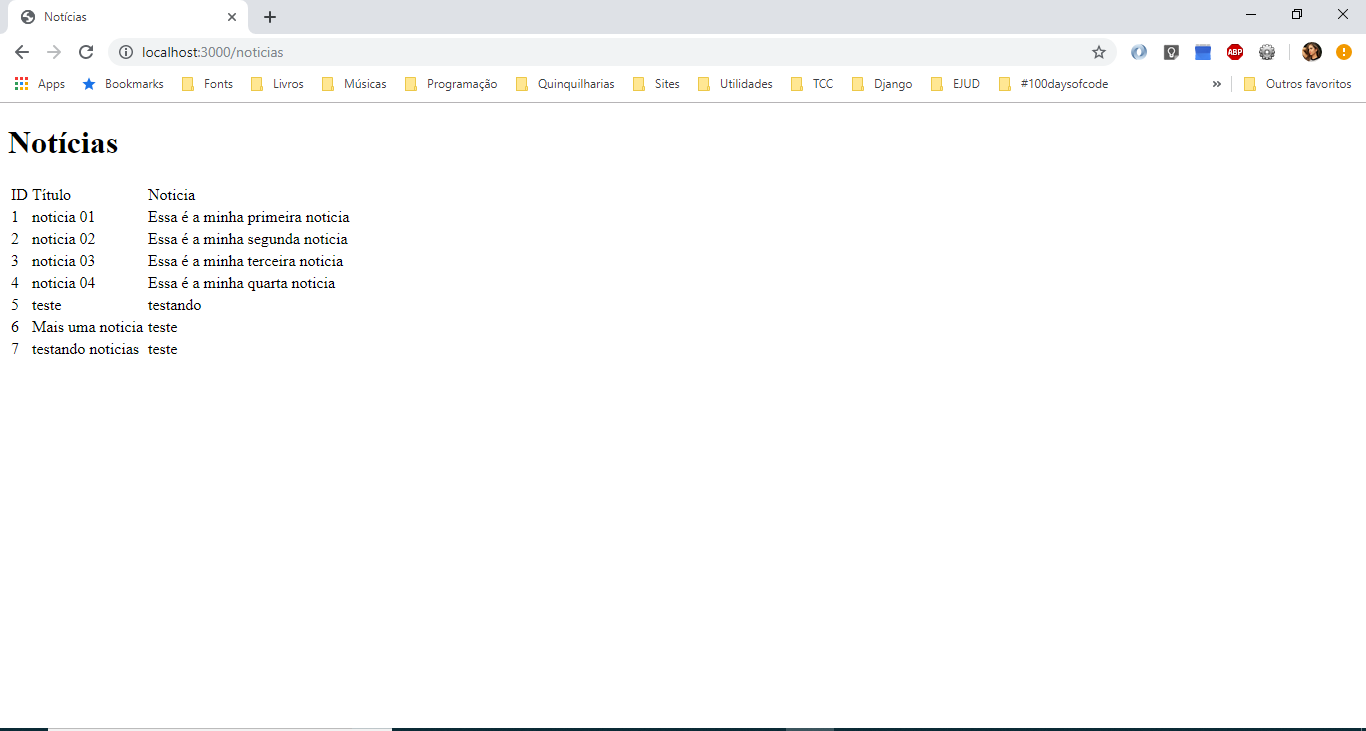 Notícias
localhost:3000/noticias
ABP
Apps Bookmarks Fonts Livros Músicas Programação Quinquilharias Sites Utilidades TCC Django EJUD #100daysofcode » Outros favoritos
Notícias
ID Título Noticia
1 noticia 01 Essa é a minha primeira noticia
2 noticia 02 Essa é a minha segunda noticia
3 noticia 03 Essa é a minha terceira noticia
4 noticia 04 Essa é a minha quarta noticia
5 teste testando
6 Mais uma noticia teste
7 testando noticias teste